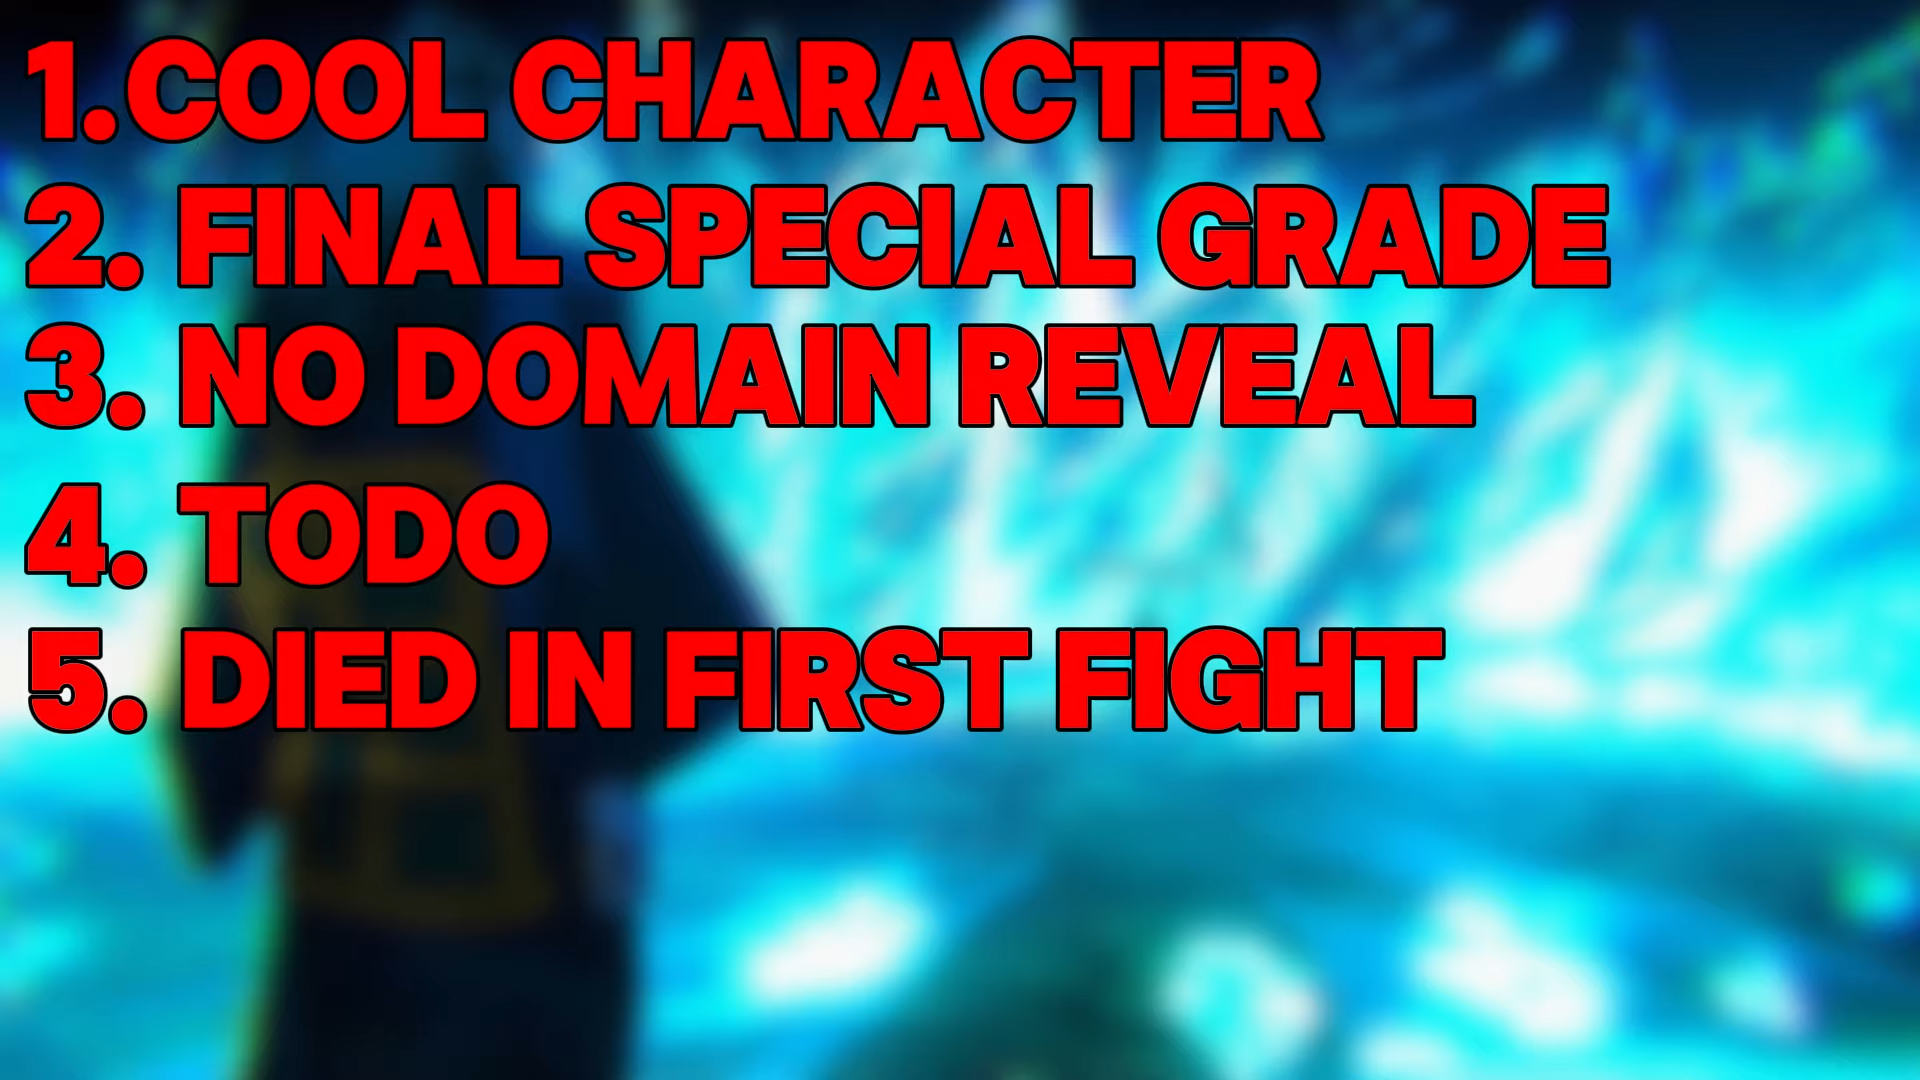 1.COOL CHARACTER
2. FINAL SPECIAL GRADE
3. NO DOMAIN REVEAL
4. TODO
5. DIED IN FIRST FIGHT